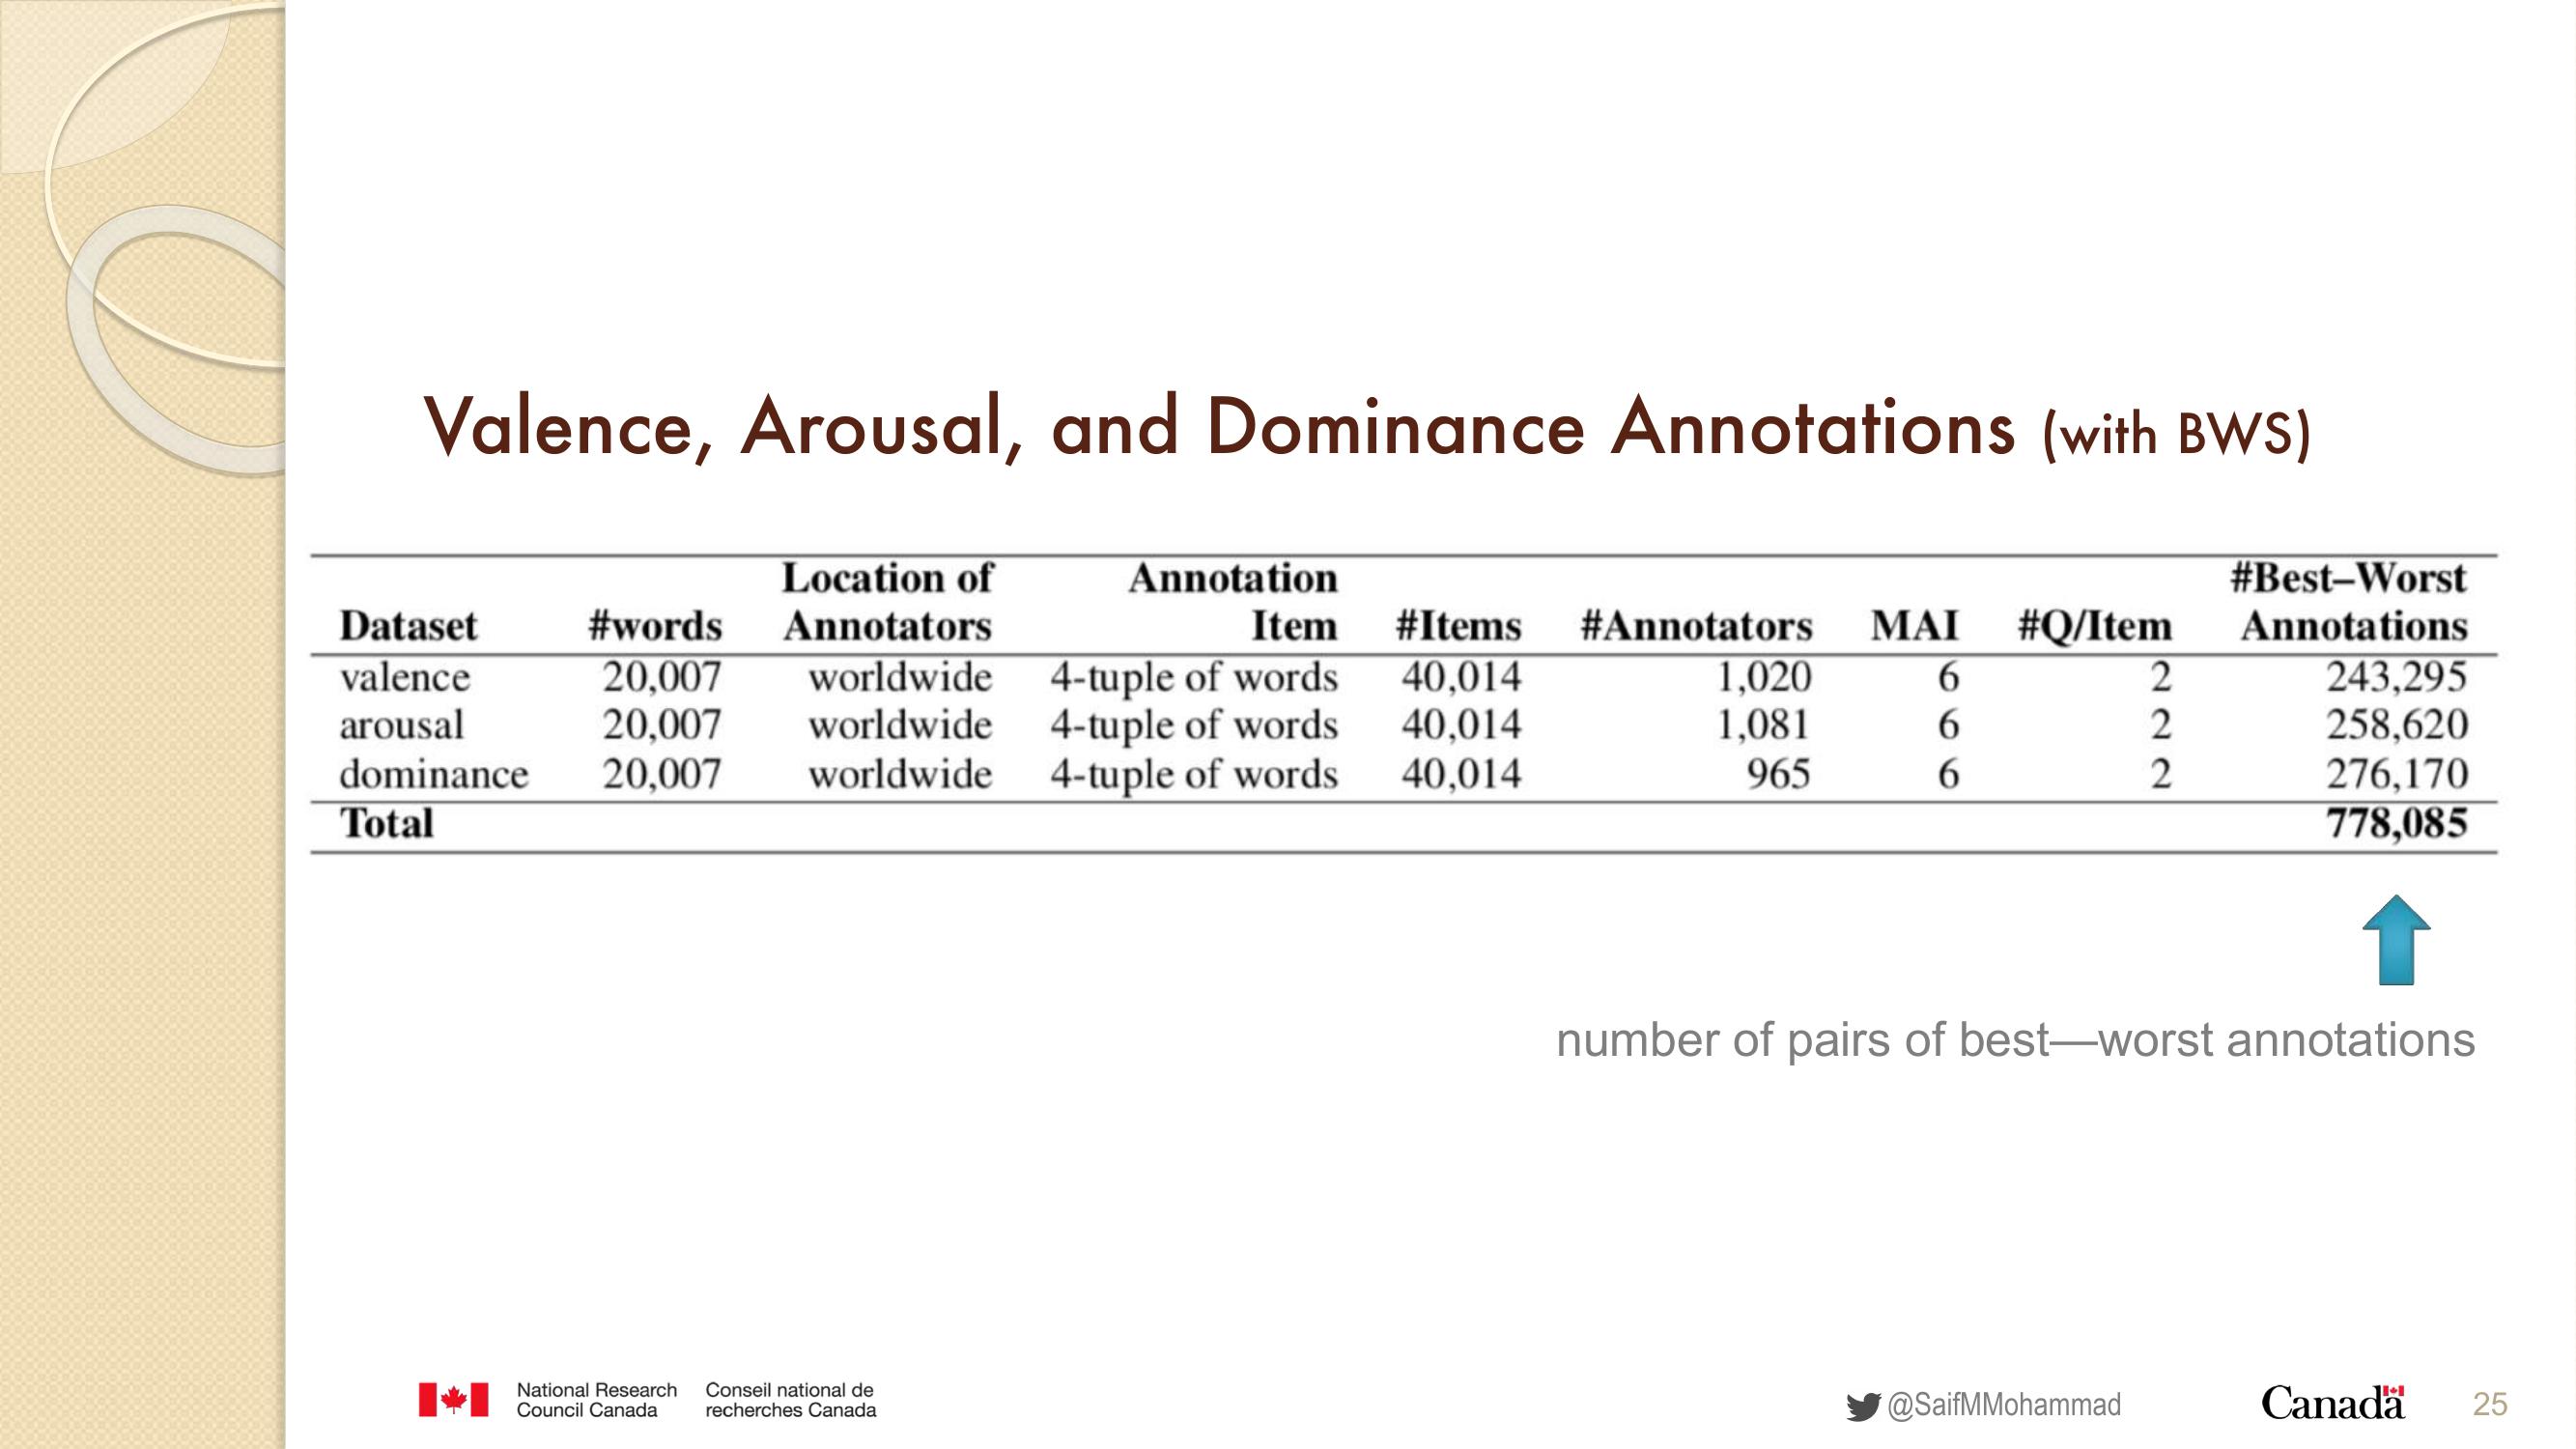 Valence, Arousal, and Dominance Annotations (with BWS)
Location of Annotation #Best–Worst
Dataset #words Annotators Item #Items #Annotators MAI #Q/Item Annotations
valence 20,007 worldwide 4-tuple of words 40,014 1,020 6 2 243,295
arousal 20,007 worldwide 4-tuple of words 40,014 1,081 6 2 258,620
dominance 20,007 worldwide 4-tuple of words 40,014 965 6 2 276,170
Total 778,085
number of pairs of best—worst annotations
National Research Conseil national de
Council Canada recherches Canada
@SaifMMohammad
Canada
25